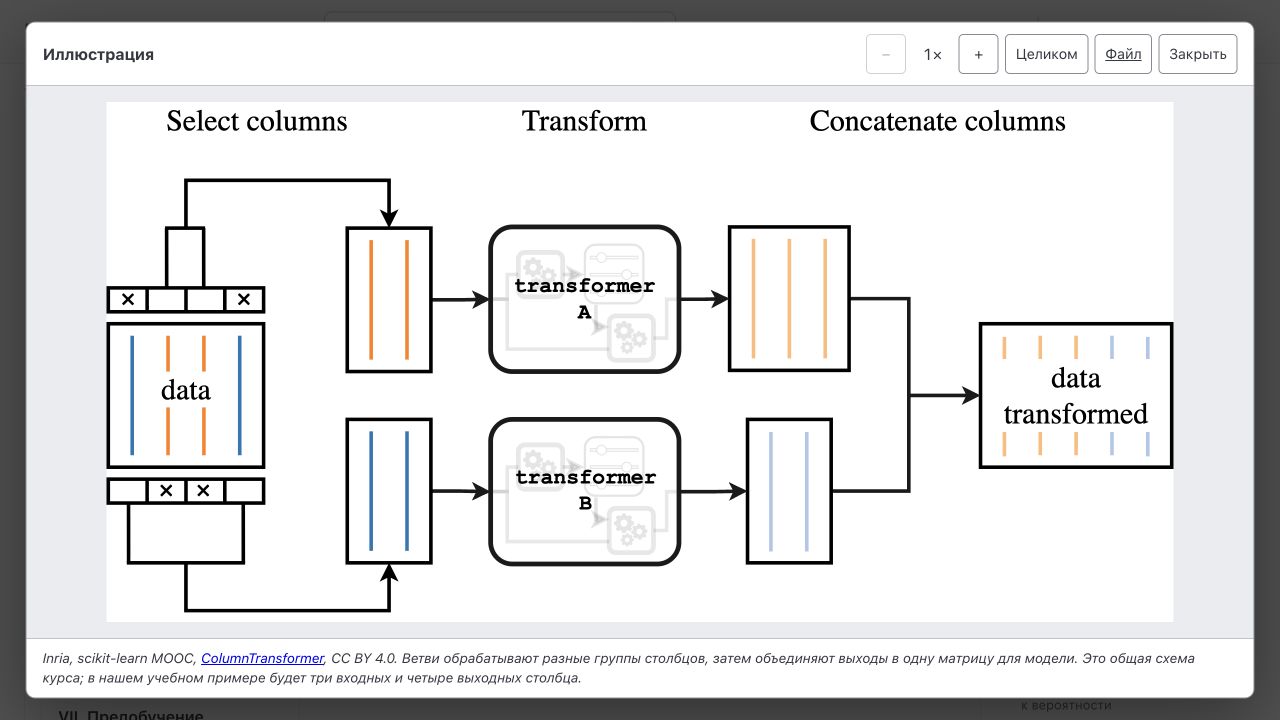 Иллюстрация
− 1× + Целиком Файл Закрыть
Select columns Transform Concatenate columns
transformer
A
data
data
transformed
transformer
B
Inria, scikit-learn MOOC, ColumnTransformer, CC BY 4.0. Ветви обрабатывают разные группы столбцов, затем объединяют выходы в одну матрицу для модели. Это общая схема
курса; в нашем учебном примере будет три входных и четыре выходных столбца.
к вероятности
VII. Предобучение